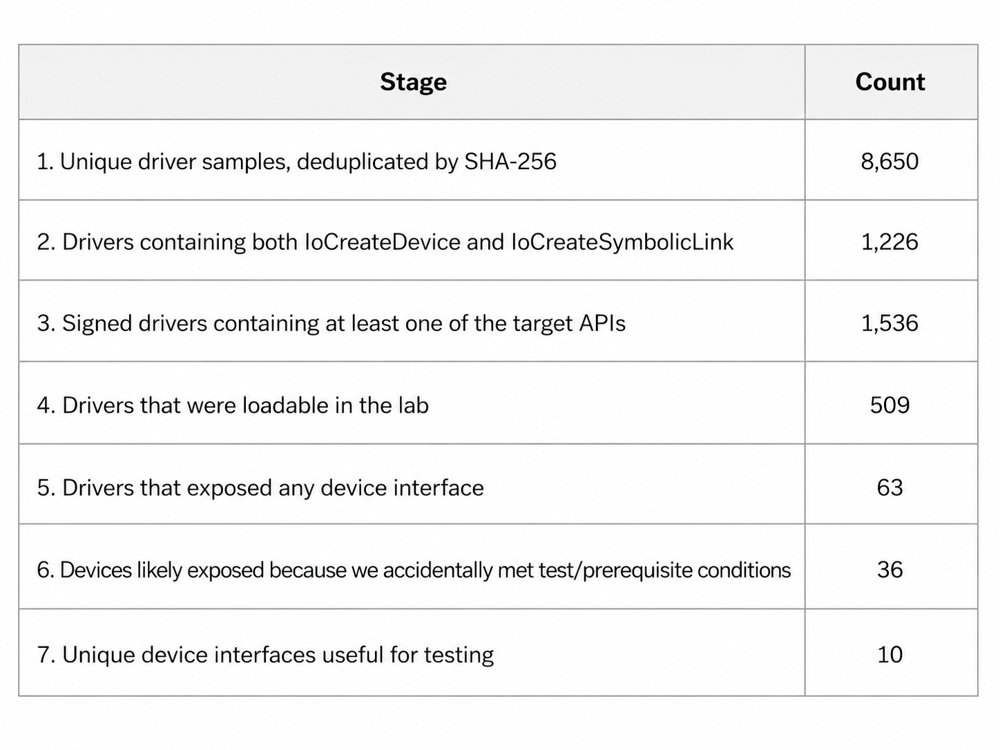 Stage
Count
1. Unique driver samples, deduplicated by SHA-256
8,650
2. Drivers containing both IoCreateDevice and IoCreateSymbolicLink
1,226
3. Signed drivers containing at least one of the target APIs
1,536
4. Drivers that were loadable in the lab
509
5. Drivers that exposed any device interface
63
6. Devices likely exposed because we accidentally met test/prerequisite conditions
36
7. Unique device interfaces useful for testing
10